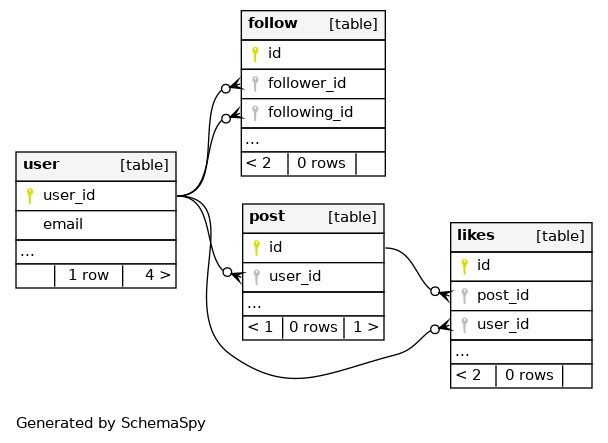 follow [table]
id
follower_id
following_id
...
< 2 0 rows
user [table]
user_id
email
...
1 row 4 >
post [table]
id
user_id
...
< 1 0 rows 1 >
likes [table]
id
post_id
user_id
...
< 2 0 rows
Generated by SchemaSpy